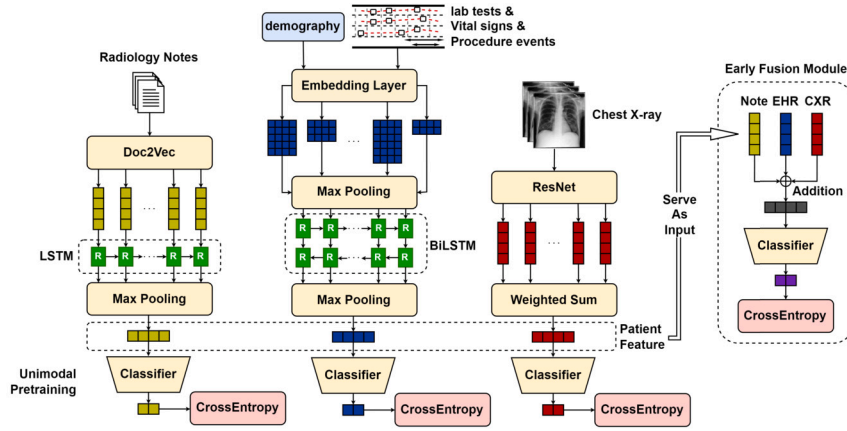 lab tests &
Vital signs &
Procedure events
demography
Radiology Notes
Embedding Layer
Chest X-ray
Early Fusion Module
Note EHR CXR
Doc2Vec
Max Pooling
ResNet
Addition
Serve
As
Input
LSTM
R R R R
R R R R
R R R R
BiLSTM
Classifier
Max Pooling
Max Pooling
Weighted Sum
CrossEntropy
Patient
Feature
Unimodal
Pretraining
Classifier
Classifier
Classifier
CrossEntropy
CrossEntropy
CrossEntropy